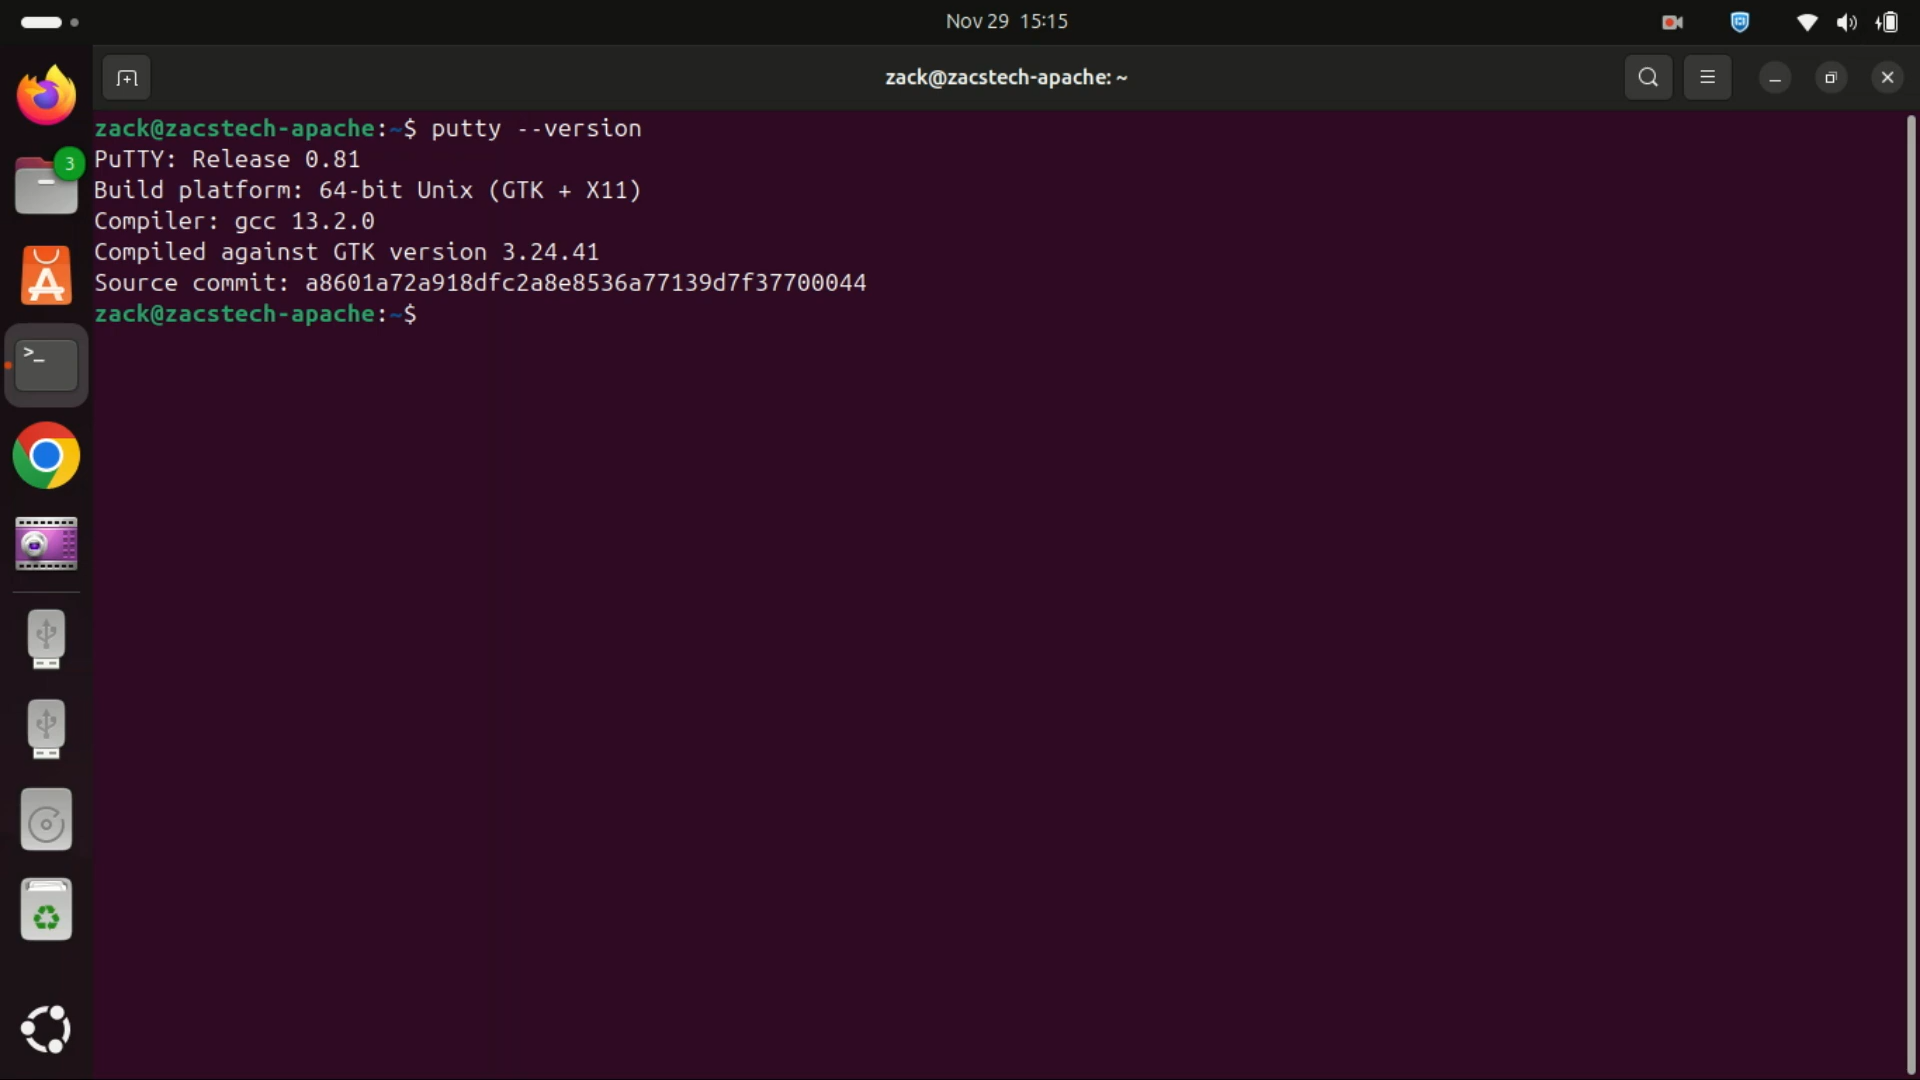 Nov 29 15:15
zack@zacstech-apache: ~
3
zack@zacstech-apache:~$ putty --version
PuTTY: Release 0.81
Build platform: 64-bit Unix (GTK + X11)
Compiler: gcc 13.2.0
Compiled against GTK version 3.24.41
Source commit: a8601a72a918dfc2a8e8536a77139d7f37700044
zack@zacstech-apache:~$
>_